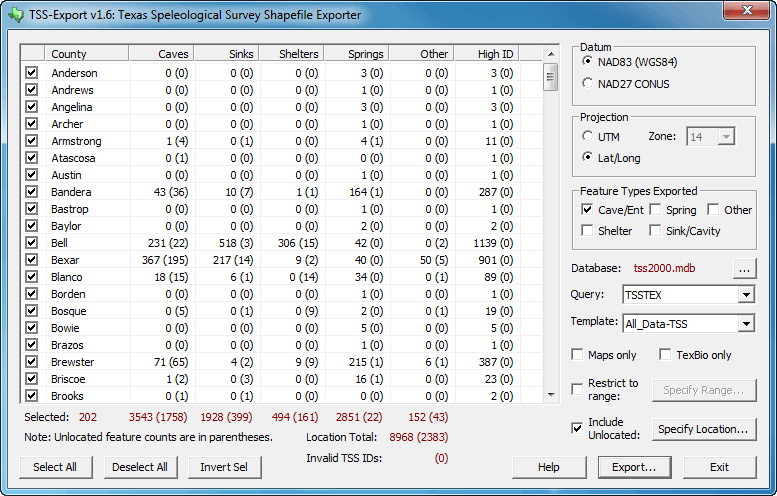 TSS-Export v1.6: Texas Speleological Survey Shapefile Exporter
County Caves Sinks Shelters Springs Other High ID
Anderson 0 (0) 0 (0) 0 (0) 3 (0) 0 (0) 3 (0)
Andrews 0 (0) 0 (0) 0 (0) 1 (0) 0 (0) 1 (0)
Angelina 0 (0) 0 (0) 0 (0) 3 (0) 0 (0) 3 (0)
Archer 0 (0) 0 (0) 0 (0) 1 (0) 0 (0) 1 (0)
Armstrong 1 (4) 0 (1) 0 (0) 4 (1) 0 (0) 11 (0)
Atascosa 0 (1) 0 (0) 0 (0) 0 (0) 0 (0) 1 (0)
Austin 0 (0) 0 (0) 0 (0) 1 (0) 0 (0) 1 (0)
Bandera 43 (36) 10 (7) 1 (1) 164 (1) 0 (0) 287 (0)
Bastrop 0 (0) 0 (0) 0 (0) 1 (0) 0 (0) 1 (0)
Baylor 0 (0) 0 (0) 0 (0) 2 (0) 0 (0) 2 (0)
Bell 231 (22) 518 (3) 306 (15) 42 (0) 0 (2) 1139 (0)
Bexar 367 (195) 217 (14) 9 (2) 40 (0) 50 (5) 901 (0)
Blanco 18 (15) 6 (1) 0 (14) 34 (0) 0 (1) 89 (0)
Borden 0 (0) 0 (0) 0 (0) 1 (0) 0 (0) 1 (0)
Bosque 0 (5) 0 (1) 0 (9) 2 (0) 0 (1) 19 (0)
Bowie 0 (0) 0 (0) 0 (0) 5 (0) 0 (0) 5 (0)
Brazos 0 (0) 0 (0) 0 (0) 1 (0) 0 (0) 1 (0)
Brewster 71 (65) 4 (2) 9 (9) 215 (1) 6 (1) 387 (0)
Briscoe 1 (2) 0 (3) 0 (0) 16 (1) 0 (0) 23 (0)
Brooks 0 (1) 0 (1) 0 (0) 0 (0) 0 (0) 2 (0)
Selected: 202 3543 (1758) 1928 (399) 494 (161) 2851 (22) 152 (43)
Note: Unlocated feature counts are in parentheses. Location Total: 8968 (2383)
Invalid TSS IDs: (0)
Select All Deselect All Invert Sel
Datum
NAD83 (WGS84)
NAD27 CONUS
Projection
UTM Zone: 14
Lat/Long
Feature Types Exported
Cave/Ent Spring Other
Shelter Sink/Cavity
Database: tss2000.mdb ...
Query: TSSTEX
Template: All_Data-TSS
Maps only TexBio only
Restrict to
range: Specify Range...
Include
Unlocated: Specify Location...
Help Export... Exit